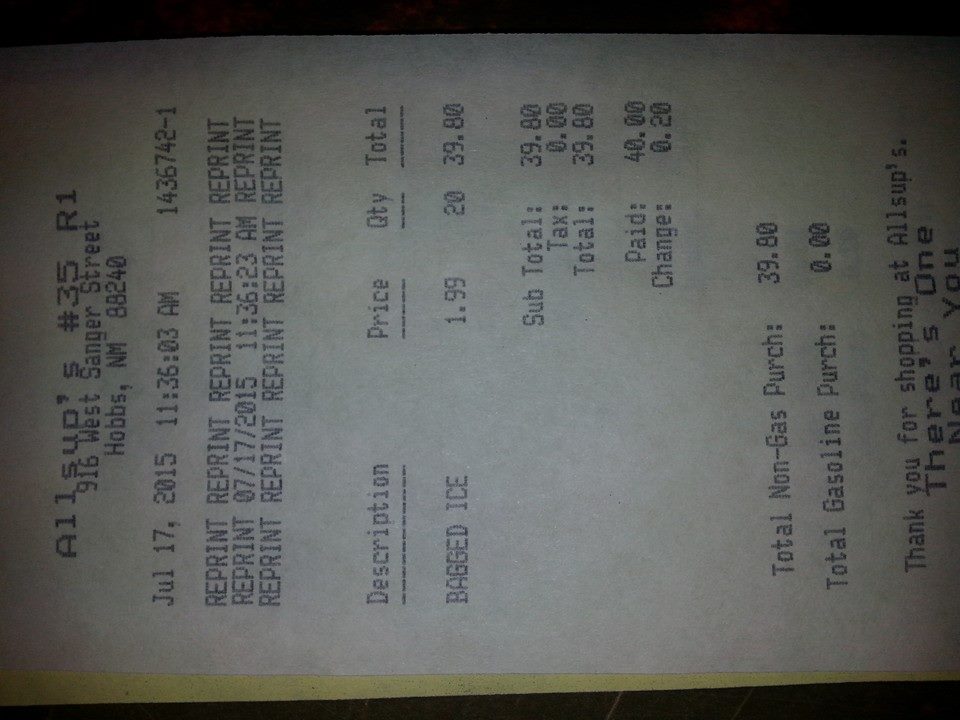 Allsup's #35 R1
916 West Sanger Street
Hobbs, NM 88240
Jul 17, 2015 11:36:03 AM 1436742-1
REPRINT REPRINT REPRINT REPRINT REPRINT
REPRINT 07/17/2015 11:36:23 AM REPRINT
REPRINT REPRINT REPRINT REPRINT REPRINT
Description Price Qty Total
BAGGED ICE 1.99 20 39.80
Sub Total: 39.80
Tax: 0.00
Total: 39.80
Paid: 40.00
Change: 0.20
Total Non-Gas Purch: 39.80
Total Gasoline Purch: 0.00
Thank you for shopping at Allsup's.
There's One
Near You